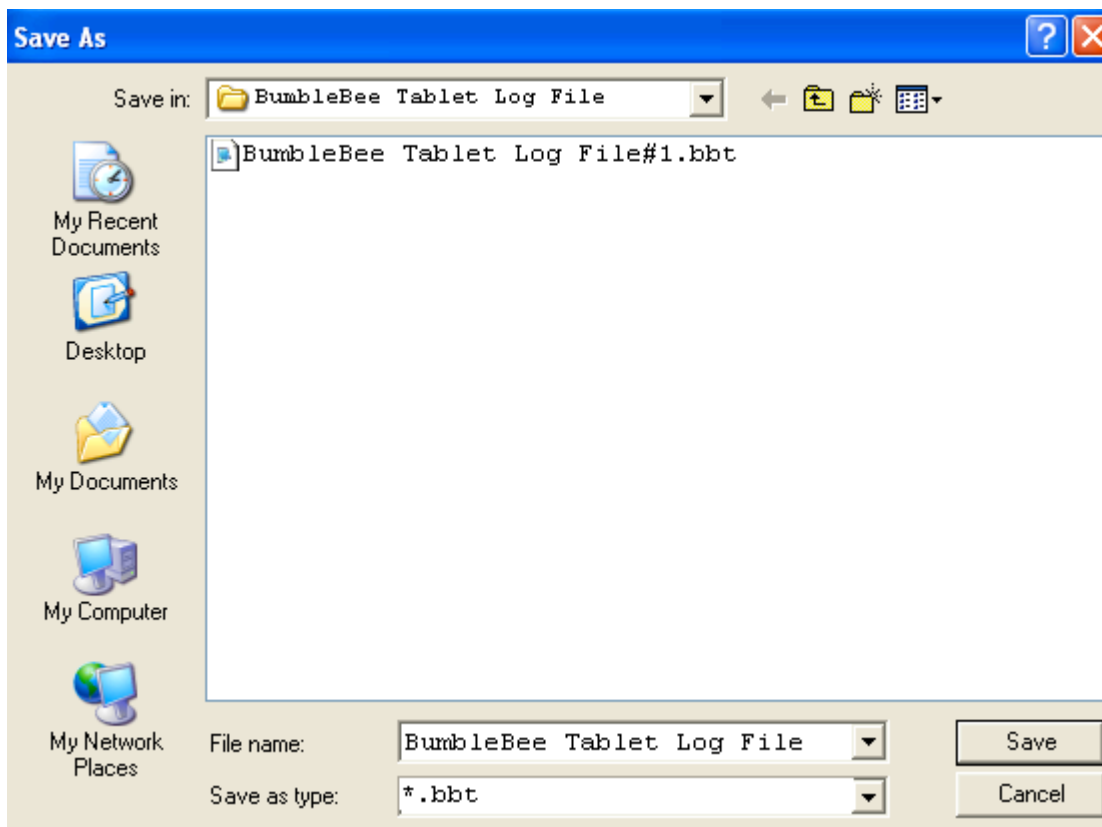 Save As
Save in:
BumbleBee Tablet Log File
BumbleBee Tablet Log File#1.bbt
My Recent
Documents
Desktop
My Documents
My Computer
My Network
Places
File name:
BumbleBee Tablet Log File
Save
Save as type:
*.bbt
Cancel